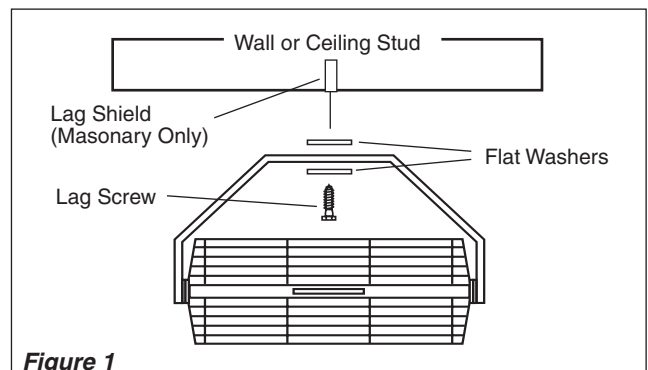 Wall or Ceiling Stud
Lag Shield
(Masonary Only)
Flat Washers
Lag Screw
Figure 1